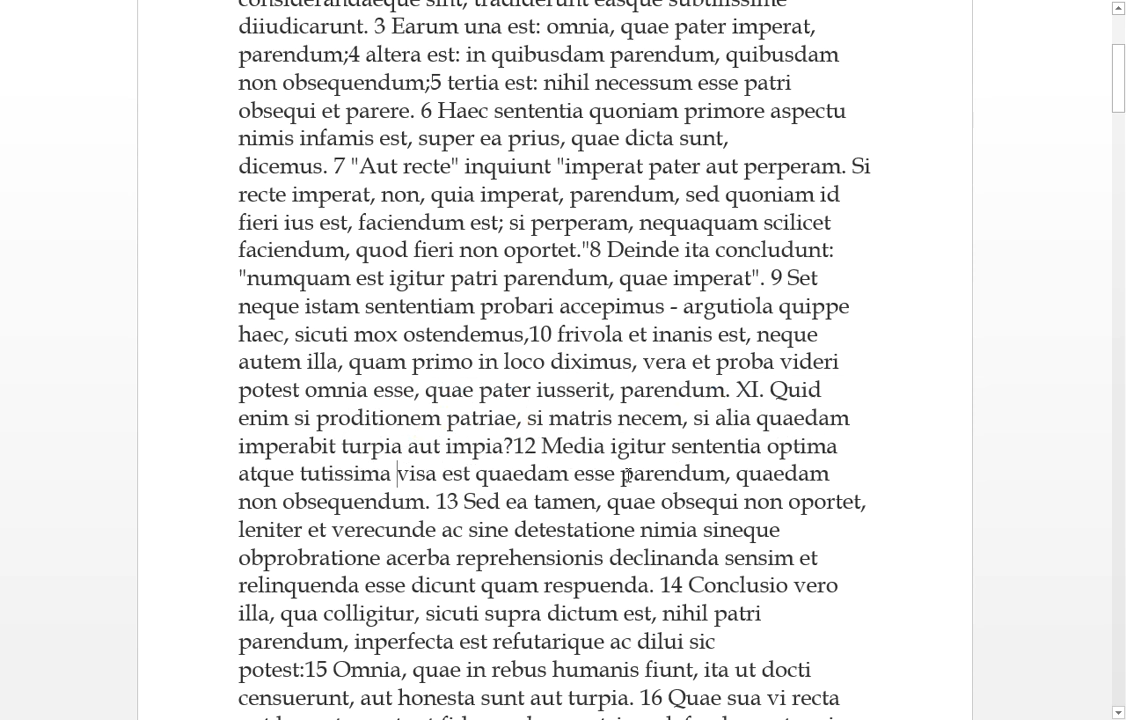 considerandaeque sint, tradiderunt easque subtilissime
diiudicarunt. 3 Earum una est: omnia, quae pater imperat,
parendum;4 altera est: in quibusdam parendum, quibusdam
non obsequendum;5 tertia est: nihil necessum esse patri
obsequi et parere. 6 Haec sententia quoniam primore aspectu
nimis infamis est, super ea prius, quae dicta sunt,
dicemus. 7 "Aut recte" inquiunt "imperat pater aut perperam. Si
recte imperat, non, quia imperat, parendum, sed quoniam id
fieri ius est, faciendum est; si perperam, nequaquam scilicet
faciendum, quod fieri non oportet."8 Deinde ita concludunt:
"numquam est igitur patri parendum, quae imperat". 9 Set
neque istam sententiam probari accepimus - argutiola quippe
haec, sicuti mox ostendemus,10 frivola et inanis est, neque
autem illa, quam primo in loco diximus, vera et proba videri
potest omnia esse, quae pater iusserit, parendum. XI. Quid
enim si proditionem patriae, si matris necem, si alia quaedam
imperabit turpia aut impia?12 Media igitur sententia optima
atque tutissima visa est quaedam esse parendum, quaedam
non obsequendum. 13 Sed ea tamen, quae obsequi non oportet,
leniter et verecunde ac sine detestatione nimia sineque
obprobratione acerba reprehensionis declinanda sensim et
relinquenda esse dicunt quam respuenda. 14 Conclusio vero
illa, qua colligitur, sicuti supra dictum est, nihil patri
parendum, inperfecta est refutarique ac dilui sic
potest:15 Omnia, quae in rebus humanis fiunt, ita ut docti
censuerunt, aut honesta sunt aut turpia. 16 Quae sua vi recta